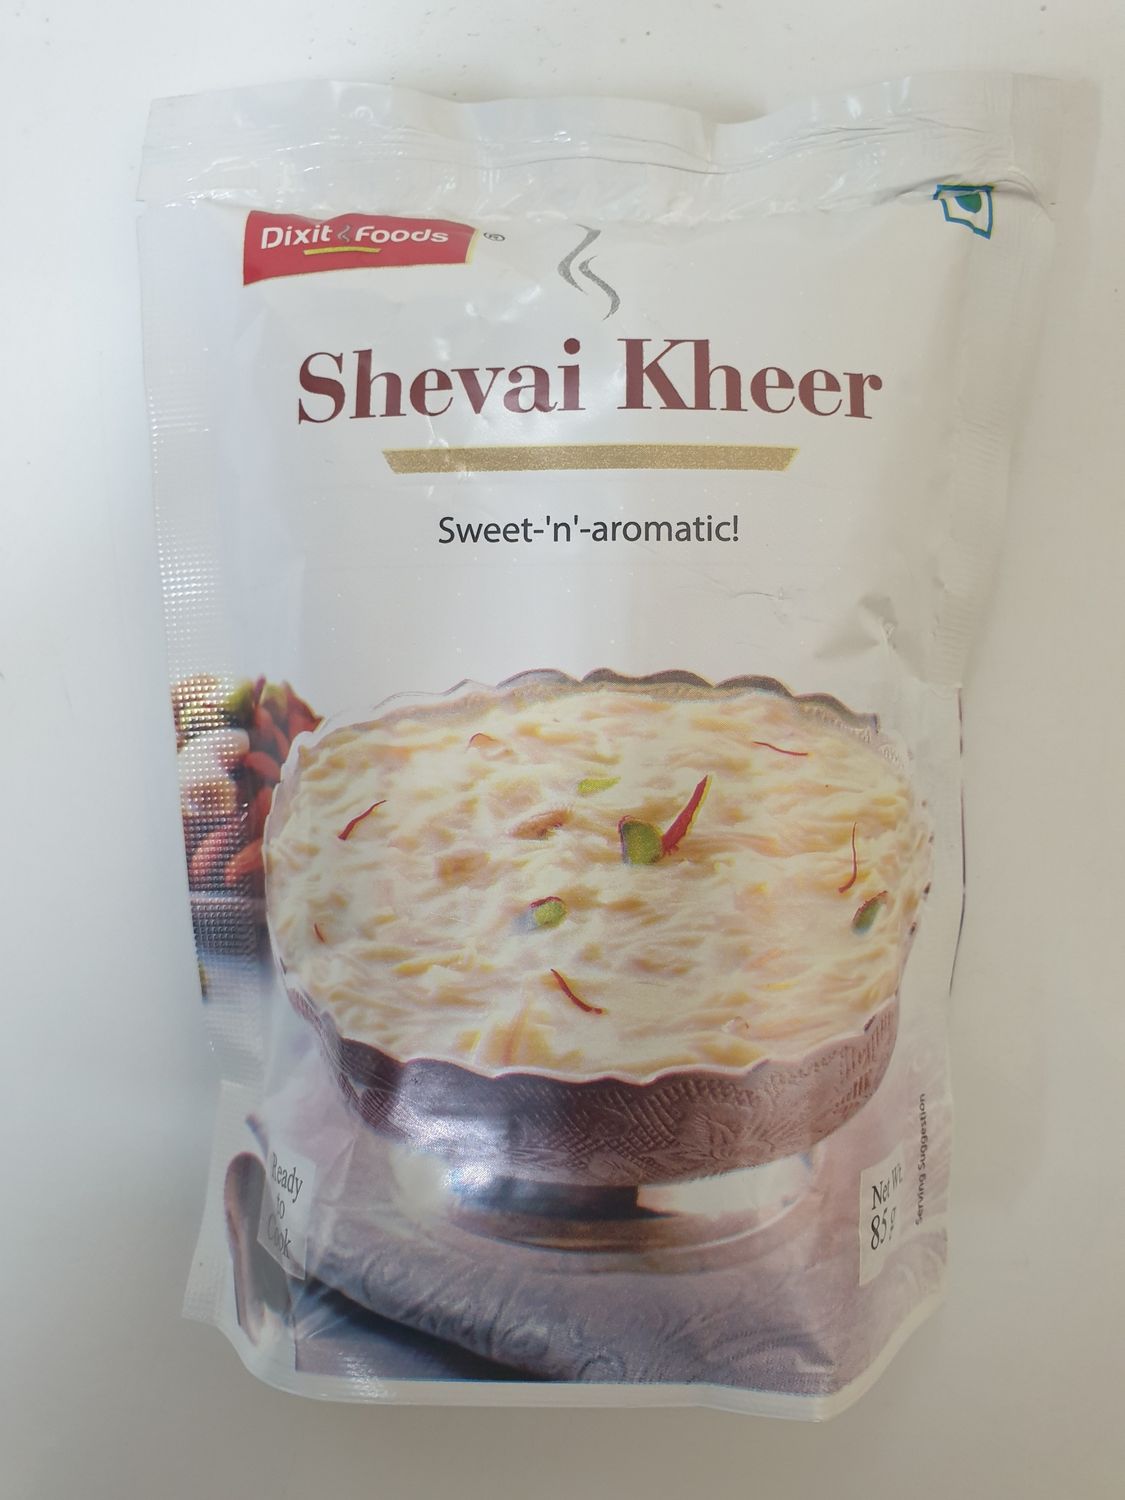 Dixit Foods ®
Shevai Kheer
Sweet-'n'-aromatic!
Ready
to
Cook
Net Wt.
85 g
Serving Suggestion